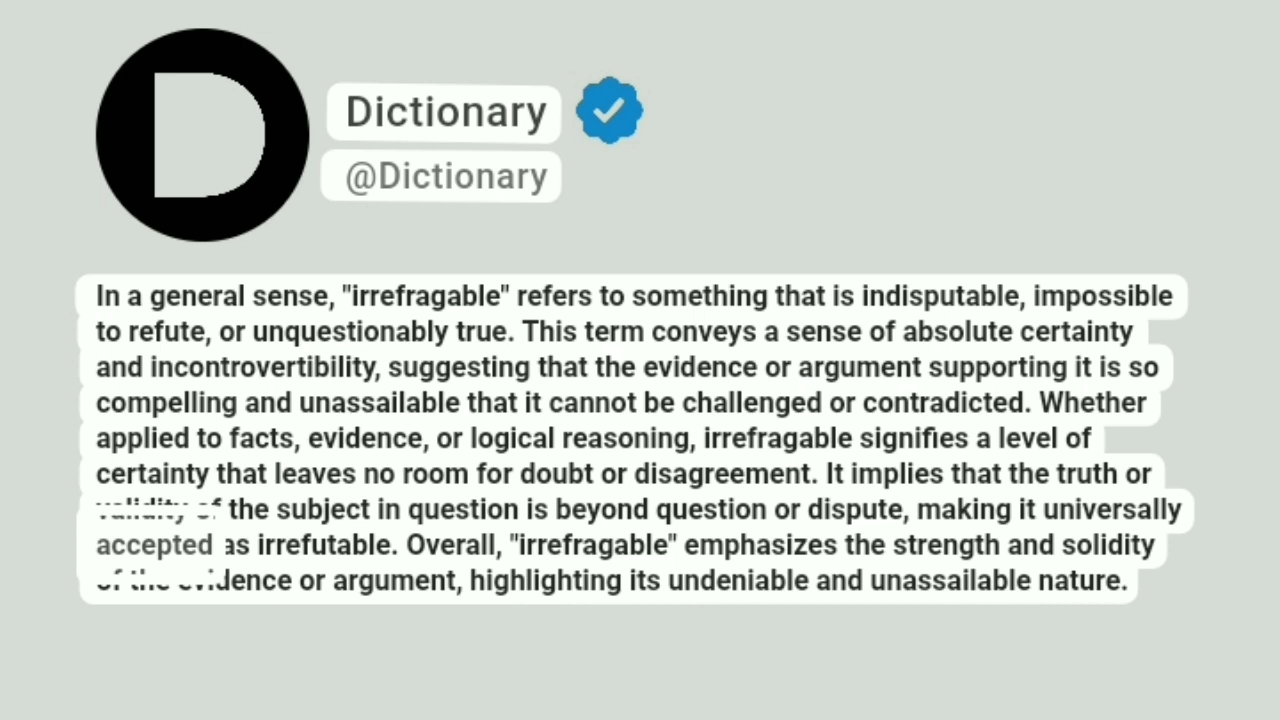 D
Dictionary
@Dictionary
In a general sense, "irrefragable" refers to something that is indisputable, impossible
to refute, or unquestionably true. This term conveys a sense of absolute certainty
and incontrovertibility, suggesting that the evidence or argument supporting it is so
compelling and unassailable that it cannot be challenged or contradicted. Whether
applied to facts, evidence, or logical reasoning, irrefragable signifies a level of
certainty that leaves no room for doubt or disagreement. It implies that the truth or
validity of the subject in question is beyond question or dispute, making it universally
accepted as irrefutable. Overall, "irrefragable" emphasizes the strength and solidity
of the evidence or argument, highlighting its undeniable and unassailable nature.